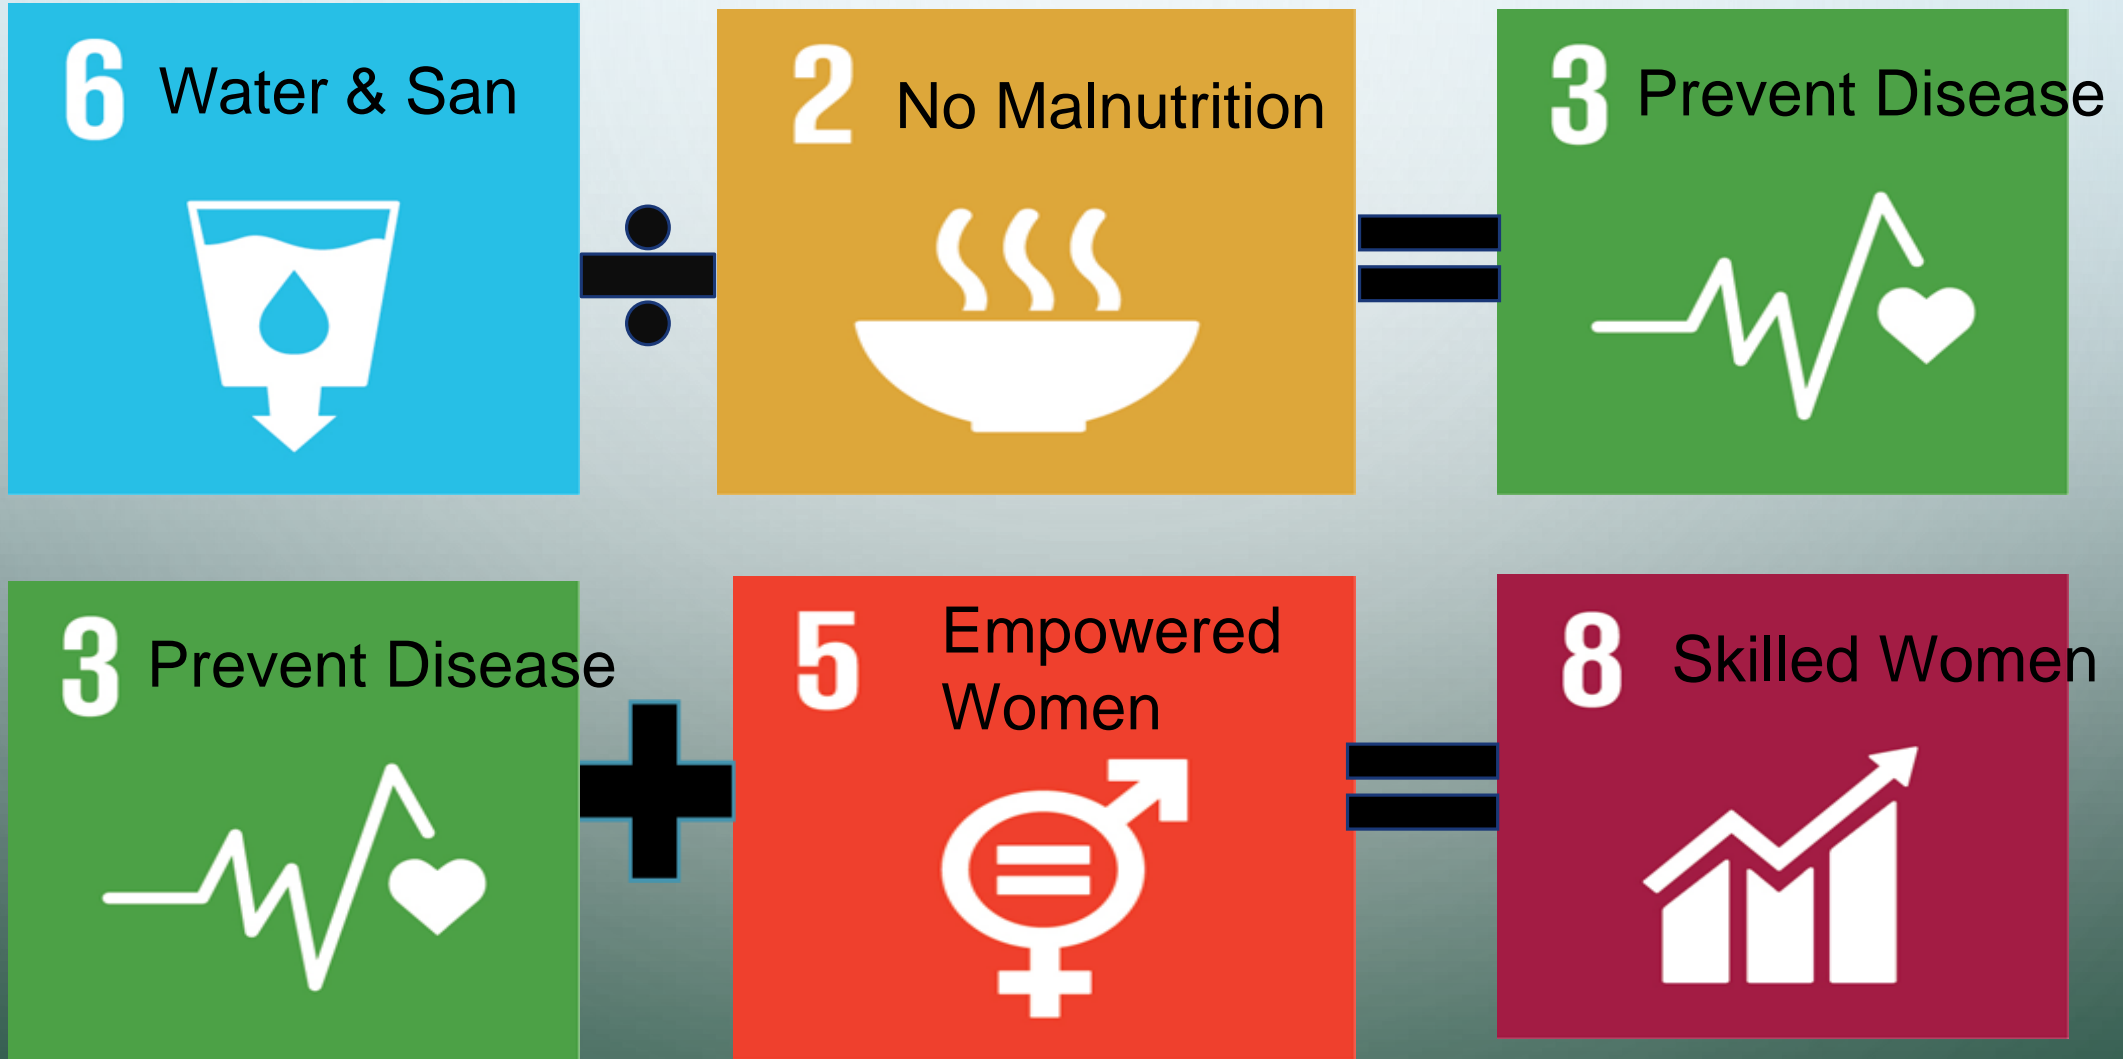 6 Water & San
2 No Malnutrition
3 Prevent Disease
3 Prevent Disease
5 Empowered
Women
8 Skilled Women